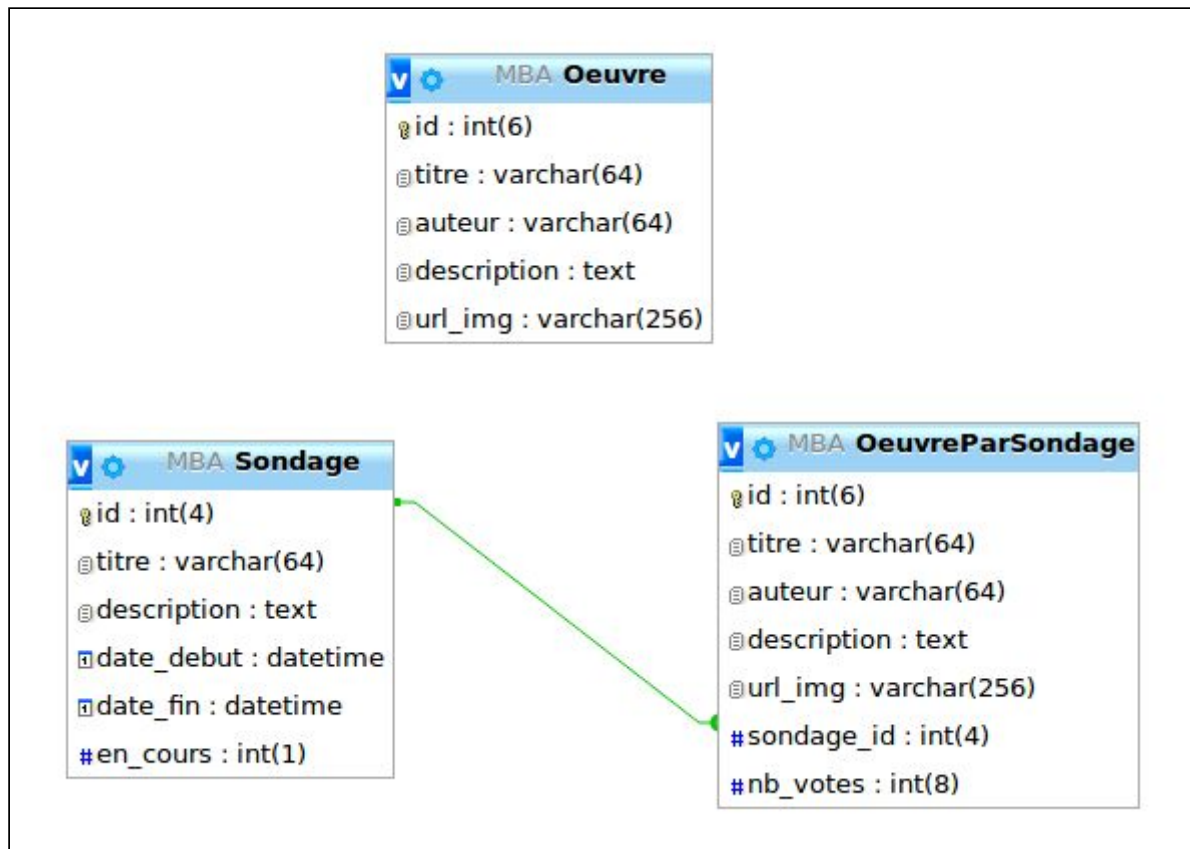 MBA Oeuvre
id : int(6)
titre : varchar(64)
auteur : varchar(64)
description : text
url_img : varchar(256)
MBA Sondage
id : int(4)
titre : varchar(64)
description : text
date_debut : datetime
date_fin : datetime
# en_cours : int(1)
MBA OeuvreParSondage
id : int(6)
titre : varchar(64)
auteur : varchar(64)
description : text
url_img : varchar(256)
# sondage_id : int(4)
# nb_votes : int(8)